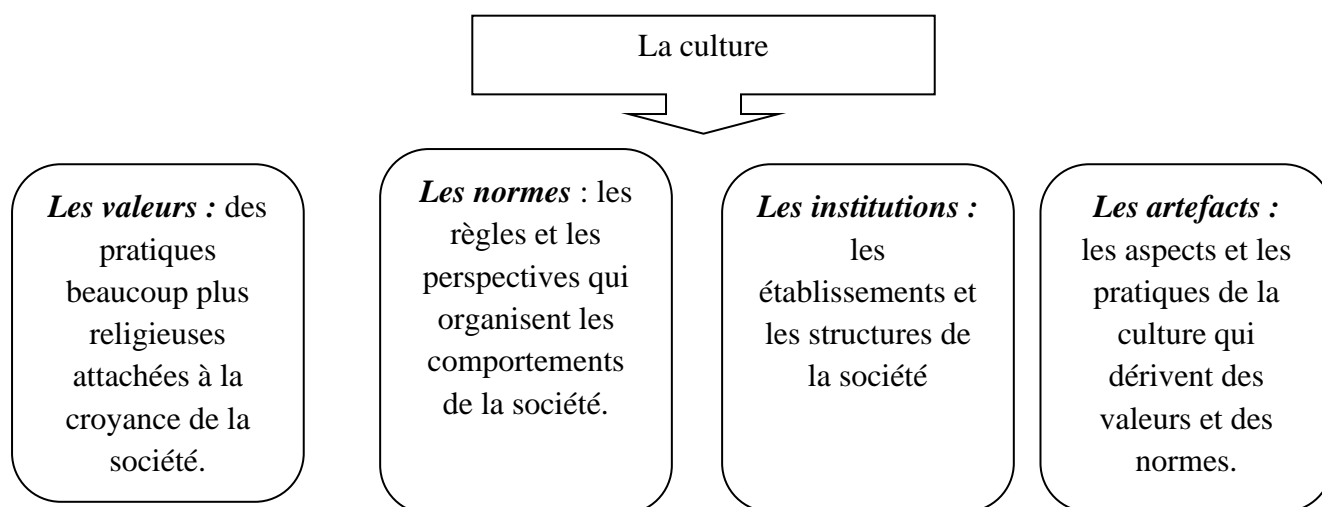 La culture
Les valeurs : des
pratiques
beaucoup plus
religieuses
attachées à la
croyance de la
société.
Les normes : les
règles et les
perspectives qui
organisent les
comportements
de la société.
Les institutions :
les
établissements et
les structures de
la société
Les artefacts :
les aspects et les
pratiques de la
culture qui
dérivent des
valeurs et des
normes.